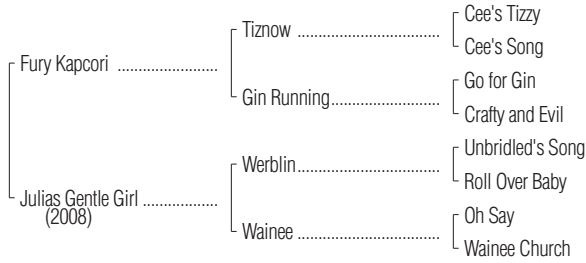 Cee's Tizzy
Tiznow ..........................................
Cee's Song
Fury Kapcori .............................
Go for Gin
Gin Running................................
Crafty and Evil
Unbridled's Song
Werblin..........................................
Roll Over Baby
Julias Gentle Girl ......................
(2008)
Oh Say
Wainee ..........................................
Wainee Church